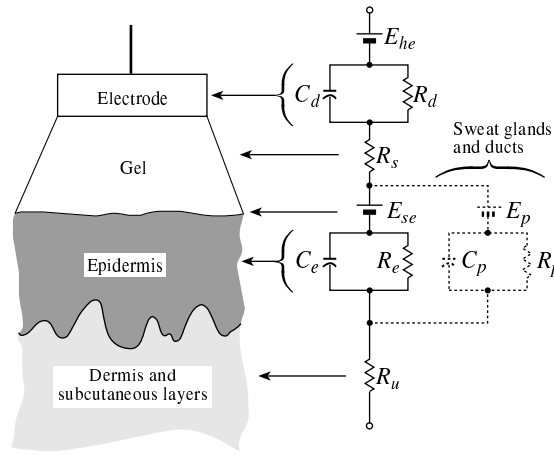 E_he
C_d
R_d
Electrode
Sweat glands
and ducts
Gel
R_s
E_se
E_p
Epidermis
C_e
R_e
C_p
Dermis and
subcutaneous layers
R_u